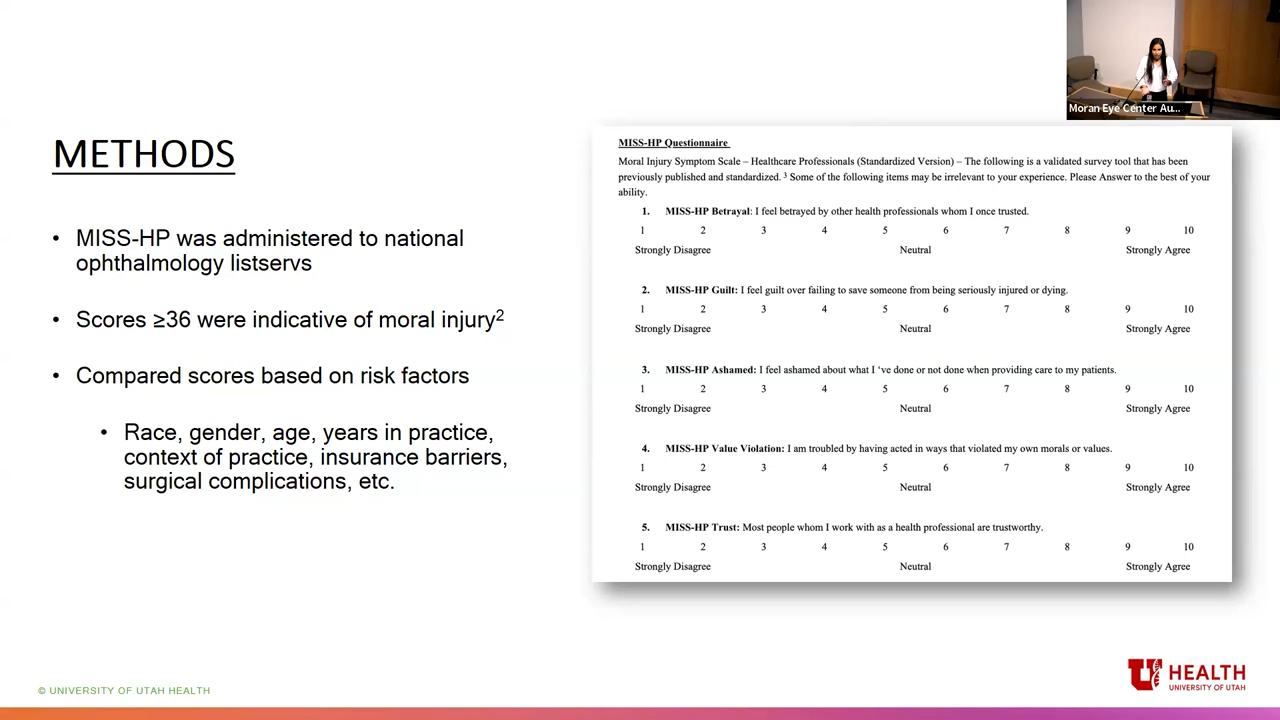 Moran Eye Center Au...
METHODS
• MISS-HP was administered to national
ophthalmology listservs
• Scores ≥36 were indicative of moral injury2
• Compared scores based on risk factors
• Race, gender, age, years in practice,
context of practice, insurance barriers,
surgical complications, etc.
MISS-HP Questionnaire
Moral Injury Symptom Scale – Healthcare Professionals (Standardized Version) – The following is a validated survey tool that has been
previously published and standardized. 3 Some of the following items may be irrelevant to your experience. Please Answer to the best of your
ability.
1. MISS-HP Betrayal: I feel betrayed by other health professionals whom I once trusted.
1 2 3 4 5 6 7 8 9 10
Strongly Disagree Neutral Strongly Agree
2. MISS-HP Guilt: I feel guilt over failing to save someone from being seriously injured or dying.
1 2 3 4 5 6 7 8 9 10
Strongly Disagree Neutral Strongly Agree
3. MISS-HP Ashamed: I feel ashamed about what I ‘ve done or not done when providing care to my patients.
1 2 3 4 5 6 7 8 9 10
Strongly Disagree Neutral Strongly Agree
4. MISS-HP Value Violation: I am troubled by having acted in ways that violated my own morals or values.
1 2 3 4 5 6 7 8 9 10
Strongly Disagree Neutral Strongly Agree
5. MISS-HP Trust: Most people whom I work with as a health professional are trustworthy.
1 2 3 4 5 6 7 8 9 10
Strongly Disagree Neutral Strongly Agree
© UNIVERSITY OF UTAH HEALTH
U HEALTH
UNIVERSITY OF UTAH